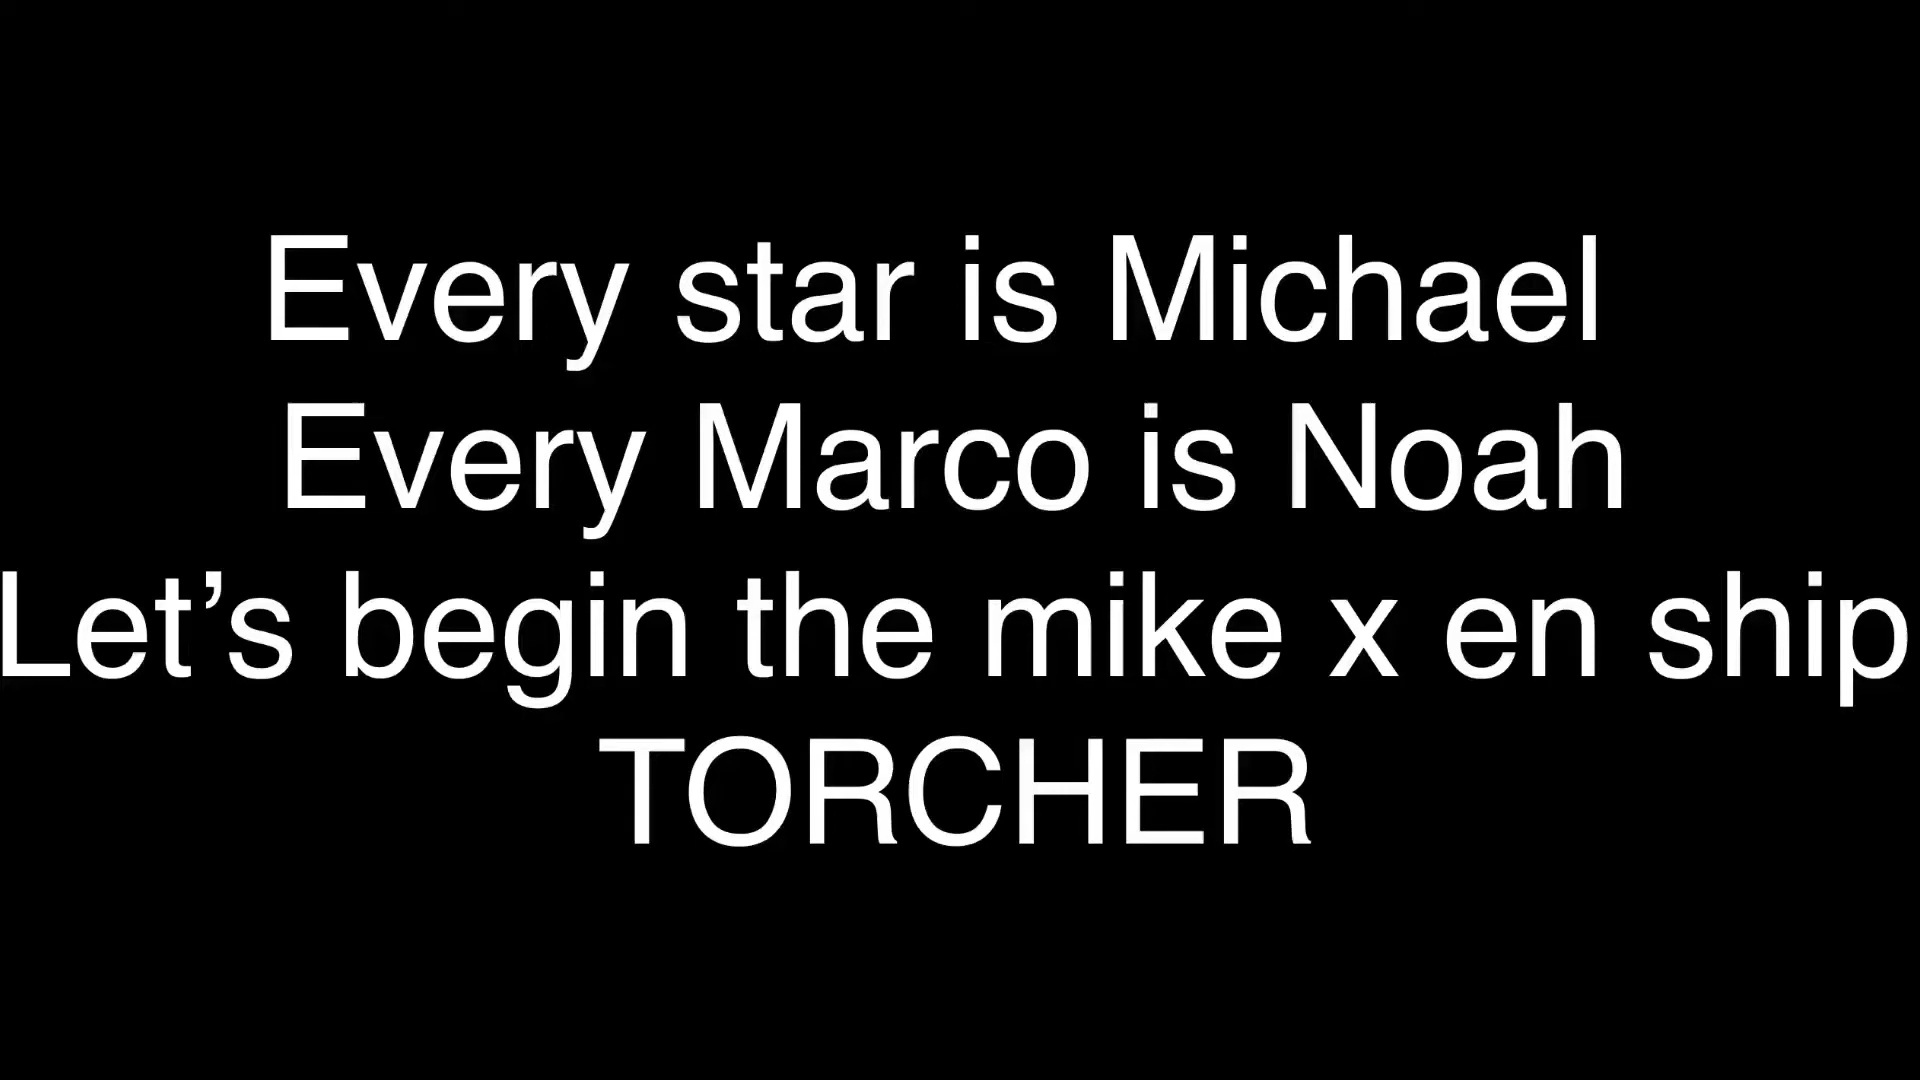 Every star is Michael
Every Marco is Noah
Let’s begin the mike x en ship
TORCHER